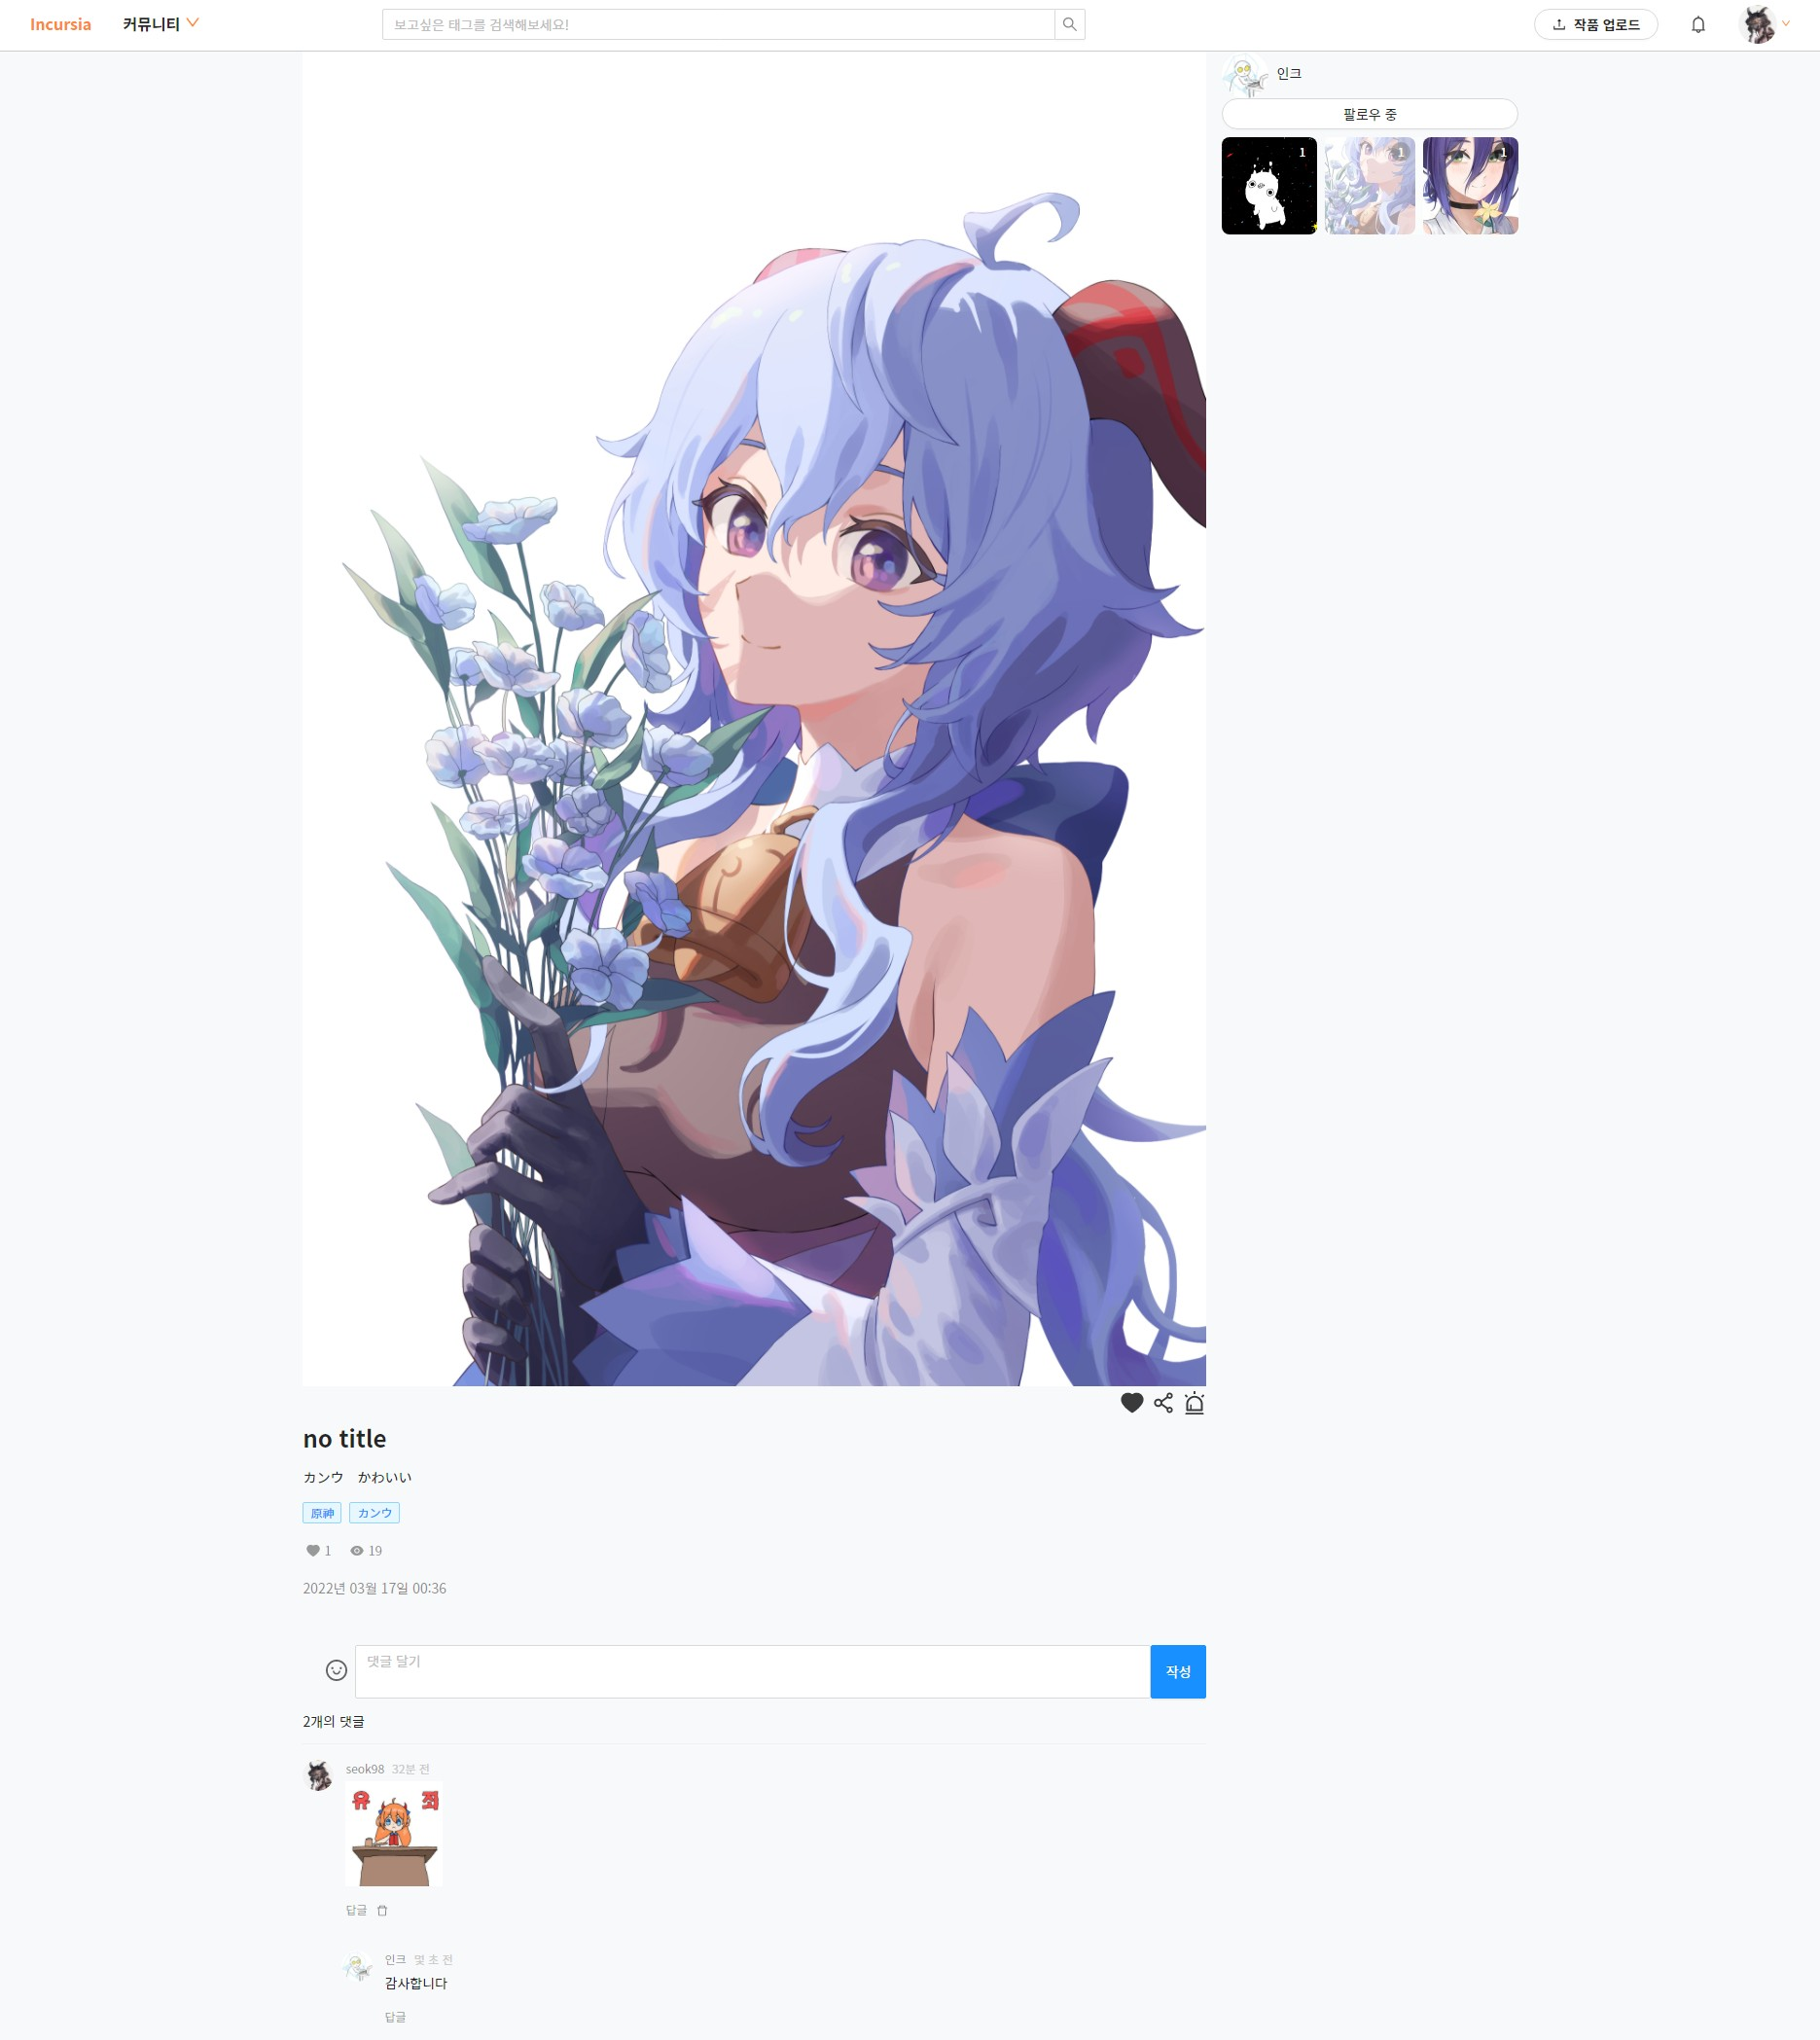 Incursia
커뮤니티
보고싶은 태그를 검색해보세요!
작품 업로드
인크
팔로우 중
1
1
1
no title
カンウ　かわいい
原神 カンウ
1 19
2022년 03월 17일 00:36
댓글 달기
작성
2개의 댓글
seok98 32분 전
유 죄
답글
인크 몇 초 전
감사합니다
답글